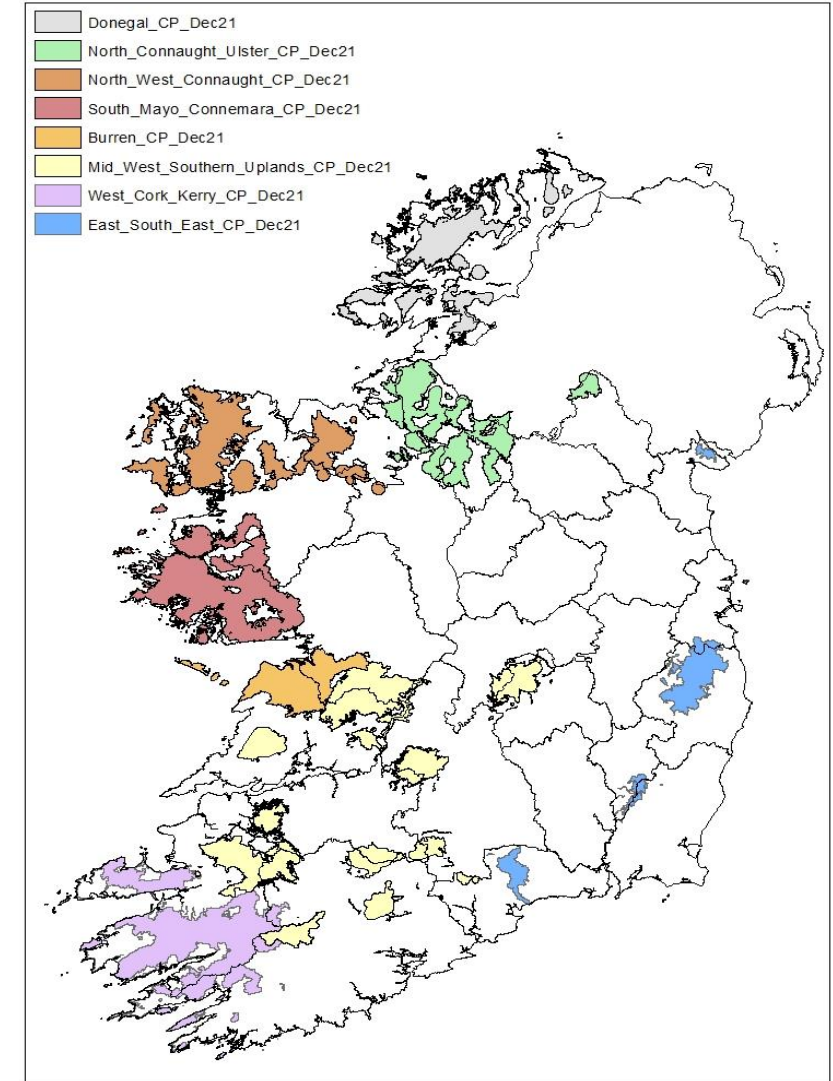 Donegal_CP_Dec21
North_Connaught_Ulster_CP_Dec21
North_West_Connaught_CP_Dec21
South_Mayo_Connemara_CP_Dec21
Burren_CP_Dec21
Mid_West_Southern_Uplands_CP_Dec21
West_Cork_Kerry_CP_Dec21
East_South_East_CP_Dec21